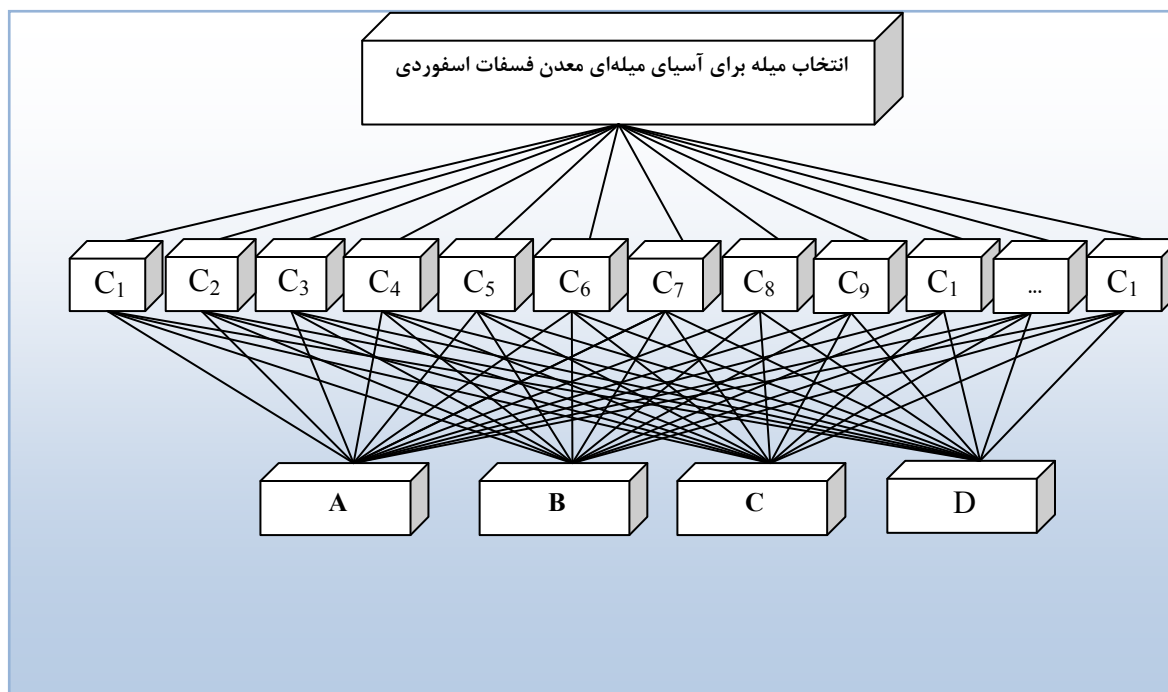 انتخاب میله برای آسیای میله‌ای معدن فسفات اسفوردی
C₁ C₂ C₃ C₄ C₅ C₆ C₇ C₈ C₉ C₁ ... C₁
A B C D